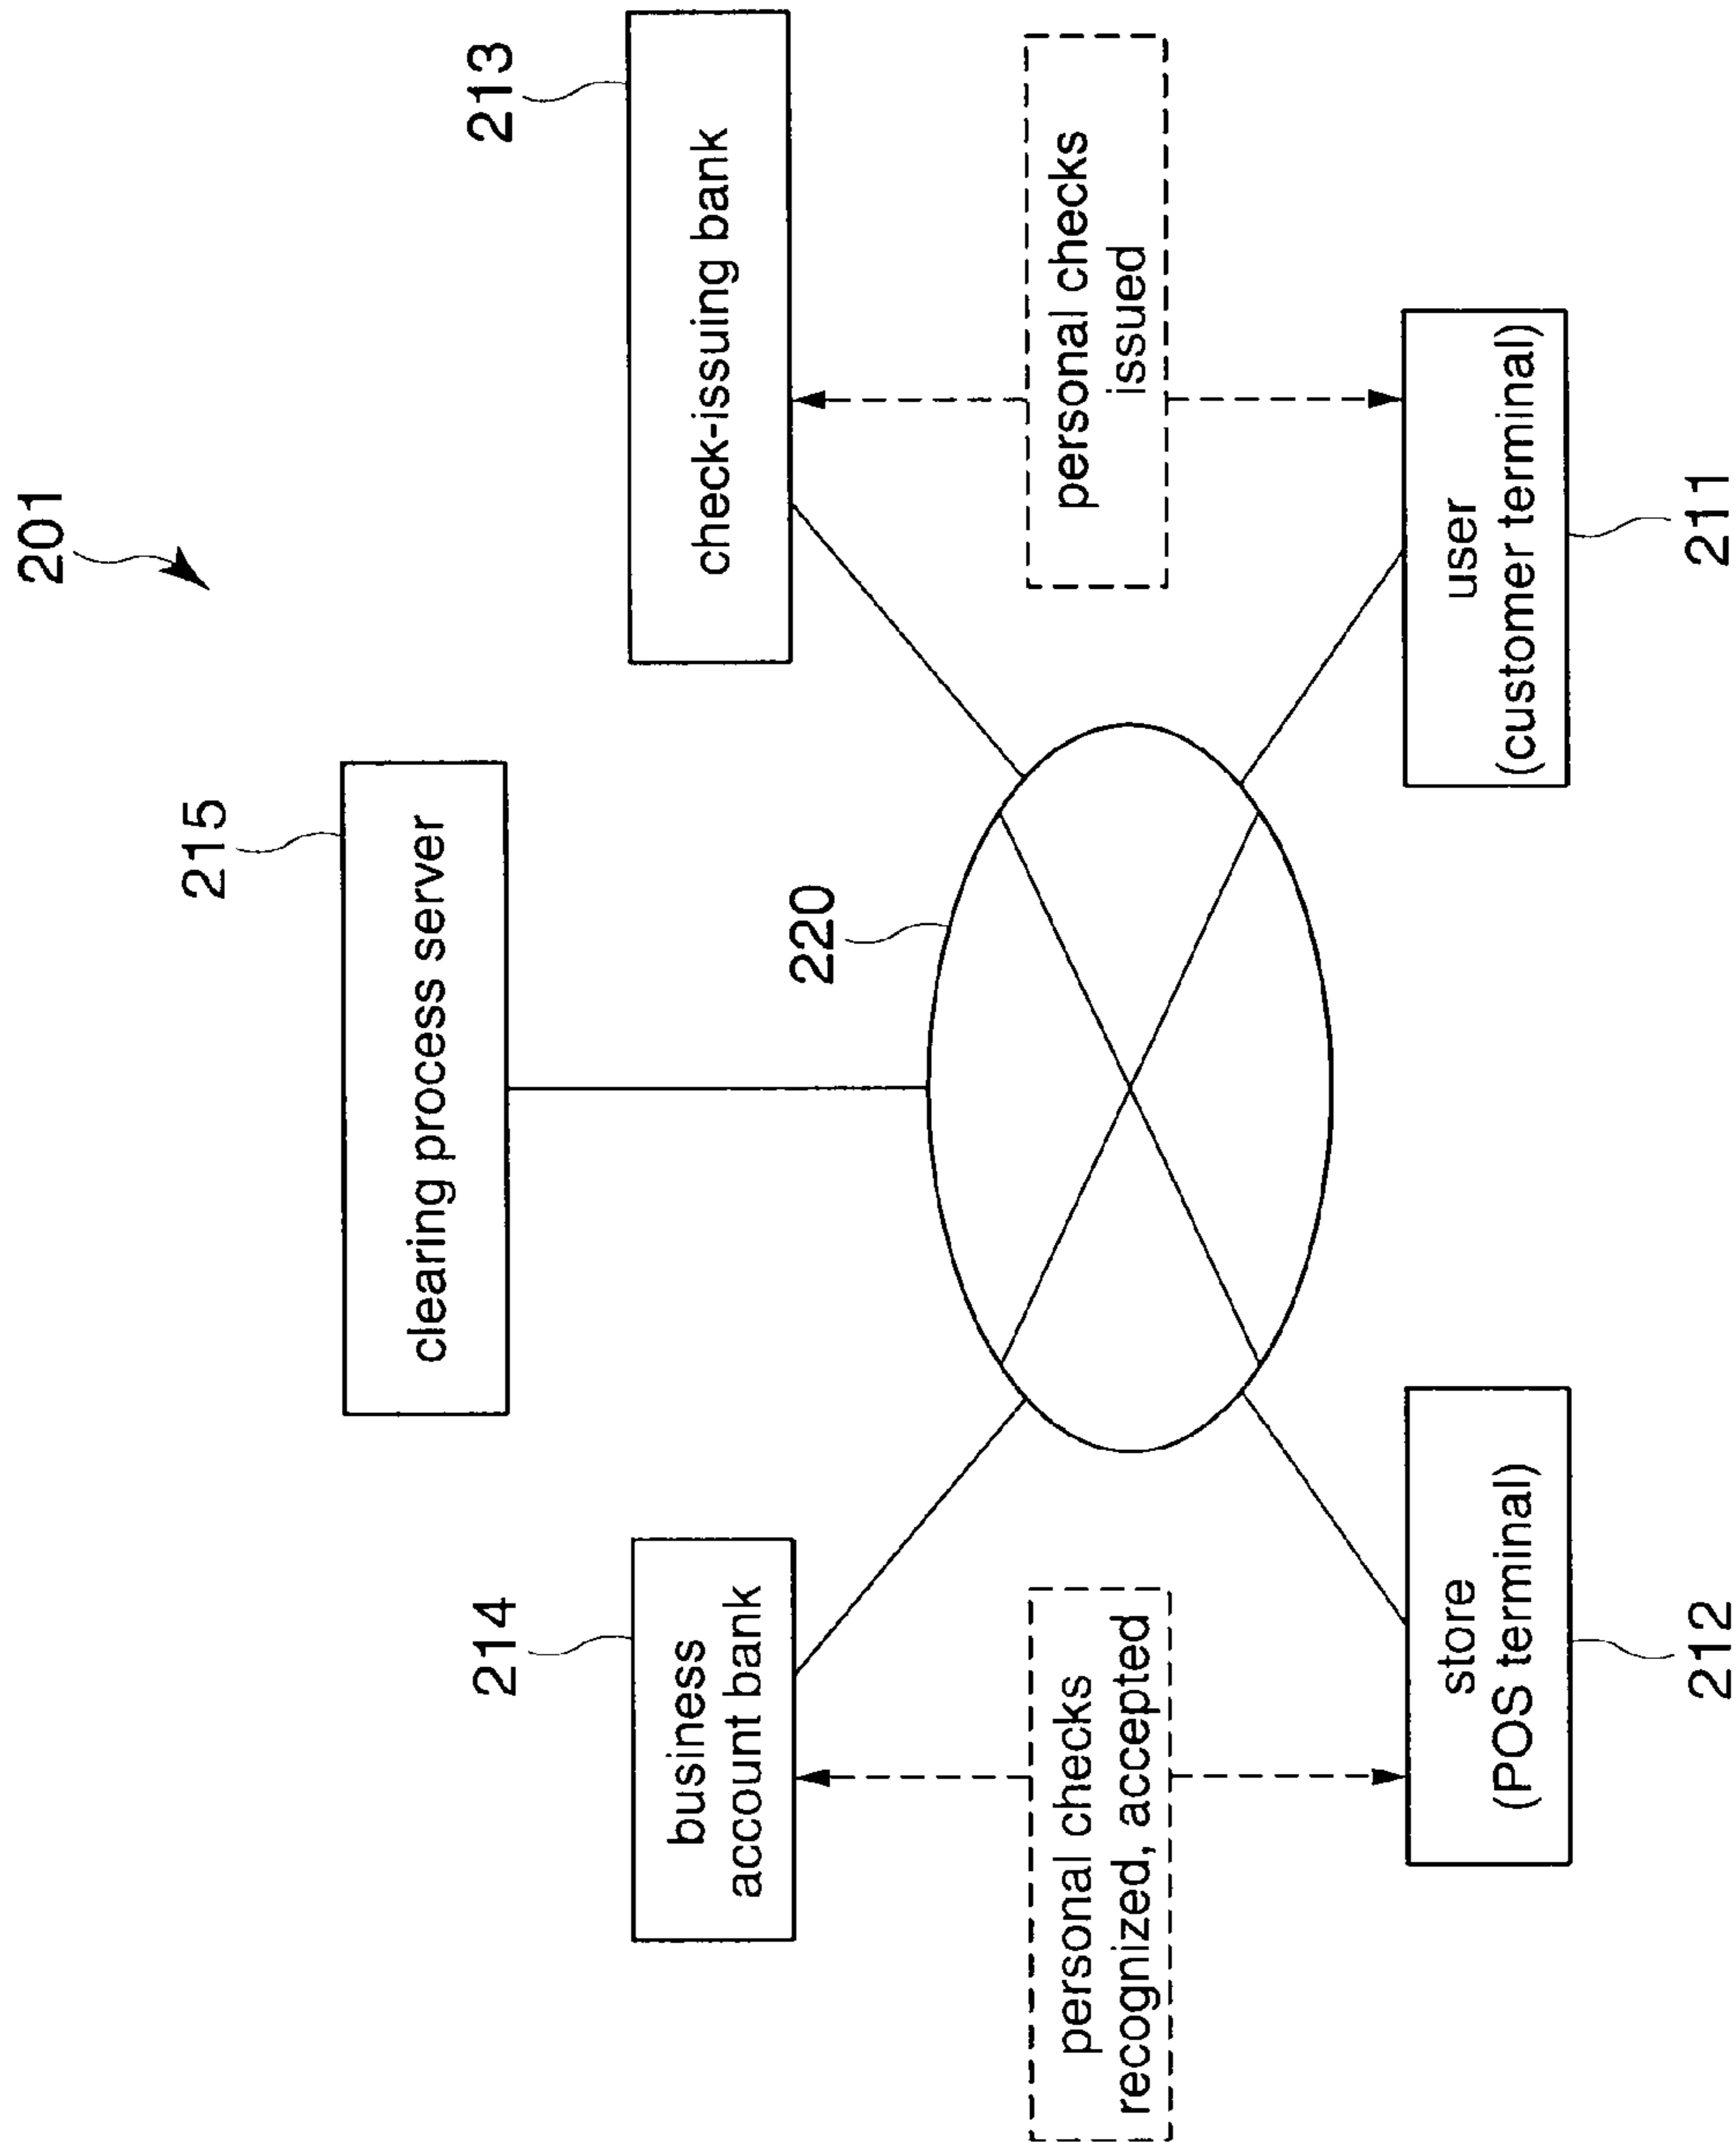 201
215
clearing process server
214
business
account bank
213
check-issuing bank
220
personal checks
recognized, accepted
personal checks
issued
store
(POS terminal)
212
user
(customer terminal)
211